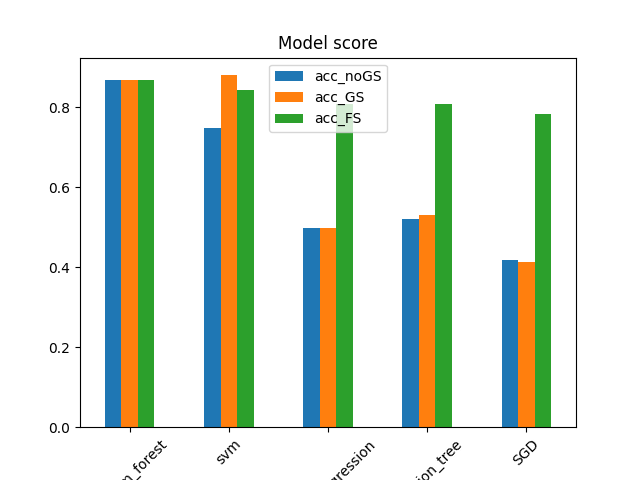 Model score
acc_noGS
acc_GS
acc_FS
0.8
0.6
0.4
0.2
0.0
m_forest
svm
gression
ion_tree
SGD